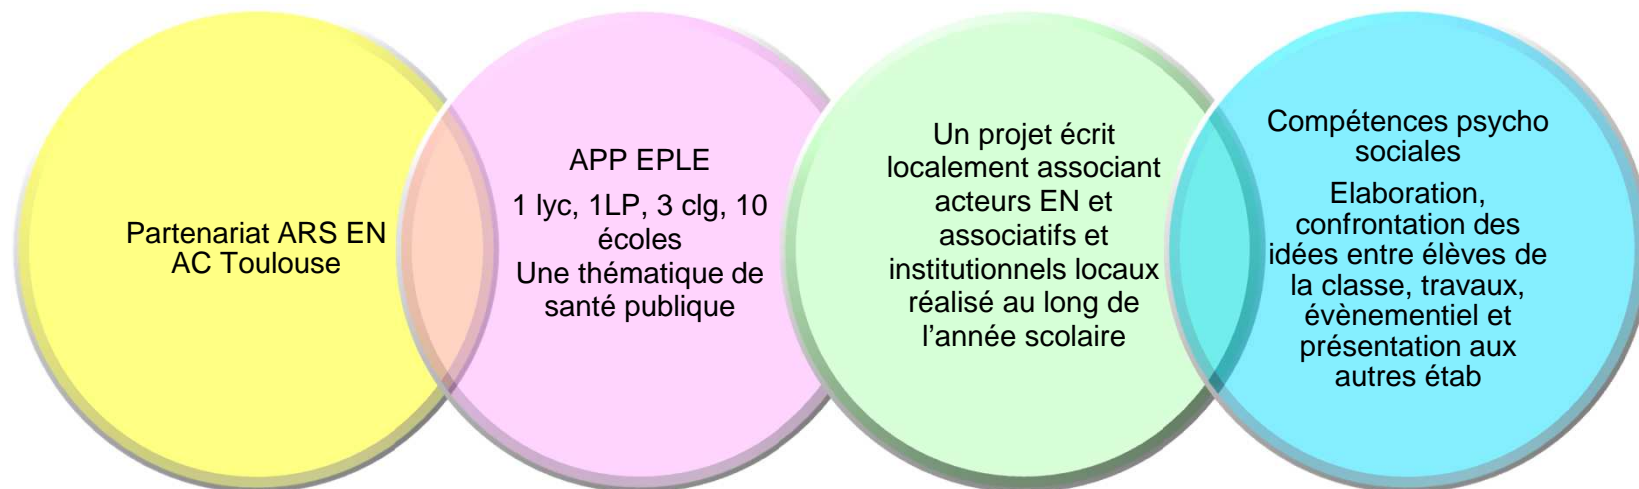 Partenariat ARS EN
AC Toulouse
APP EPLE
1 lyc, 1LP, 3 clg, 10
écoles
Une thématique de
santé publique
Un projet écrit
localement associant
acteurs EN et
associatifs et
institutionnels locaux
réalisé au long de
l’année scolaire
Compétences psycho
sociales
Elaboration,
confrontation des
idées entre élèves de
la classe, travaux,
évènementiel et
présentation aux
autres étab